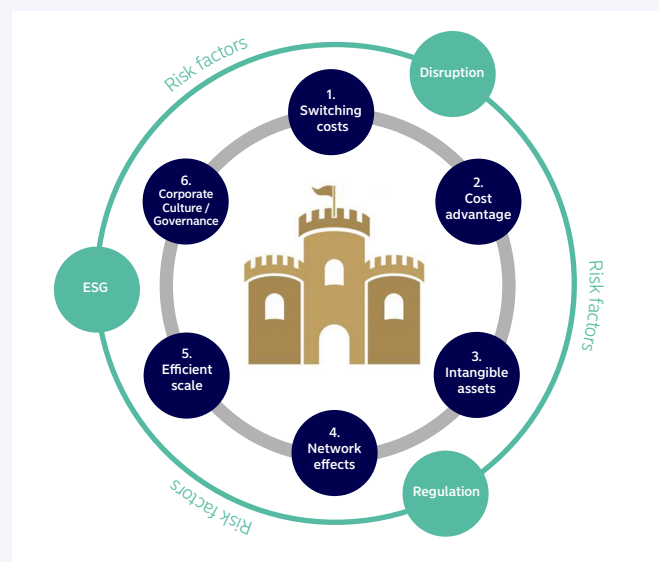 Risk factors
Disruption
1.
Switching
costs
2.
Cost
advantage
6.
Corporate
Culture /
Governance
ESG
Risk factors
3.
Intangible
assets
5.
Efficient
scale
4.
Network
effects
Regulation
Risk factors